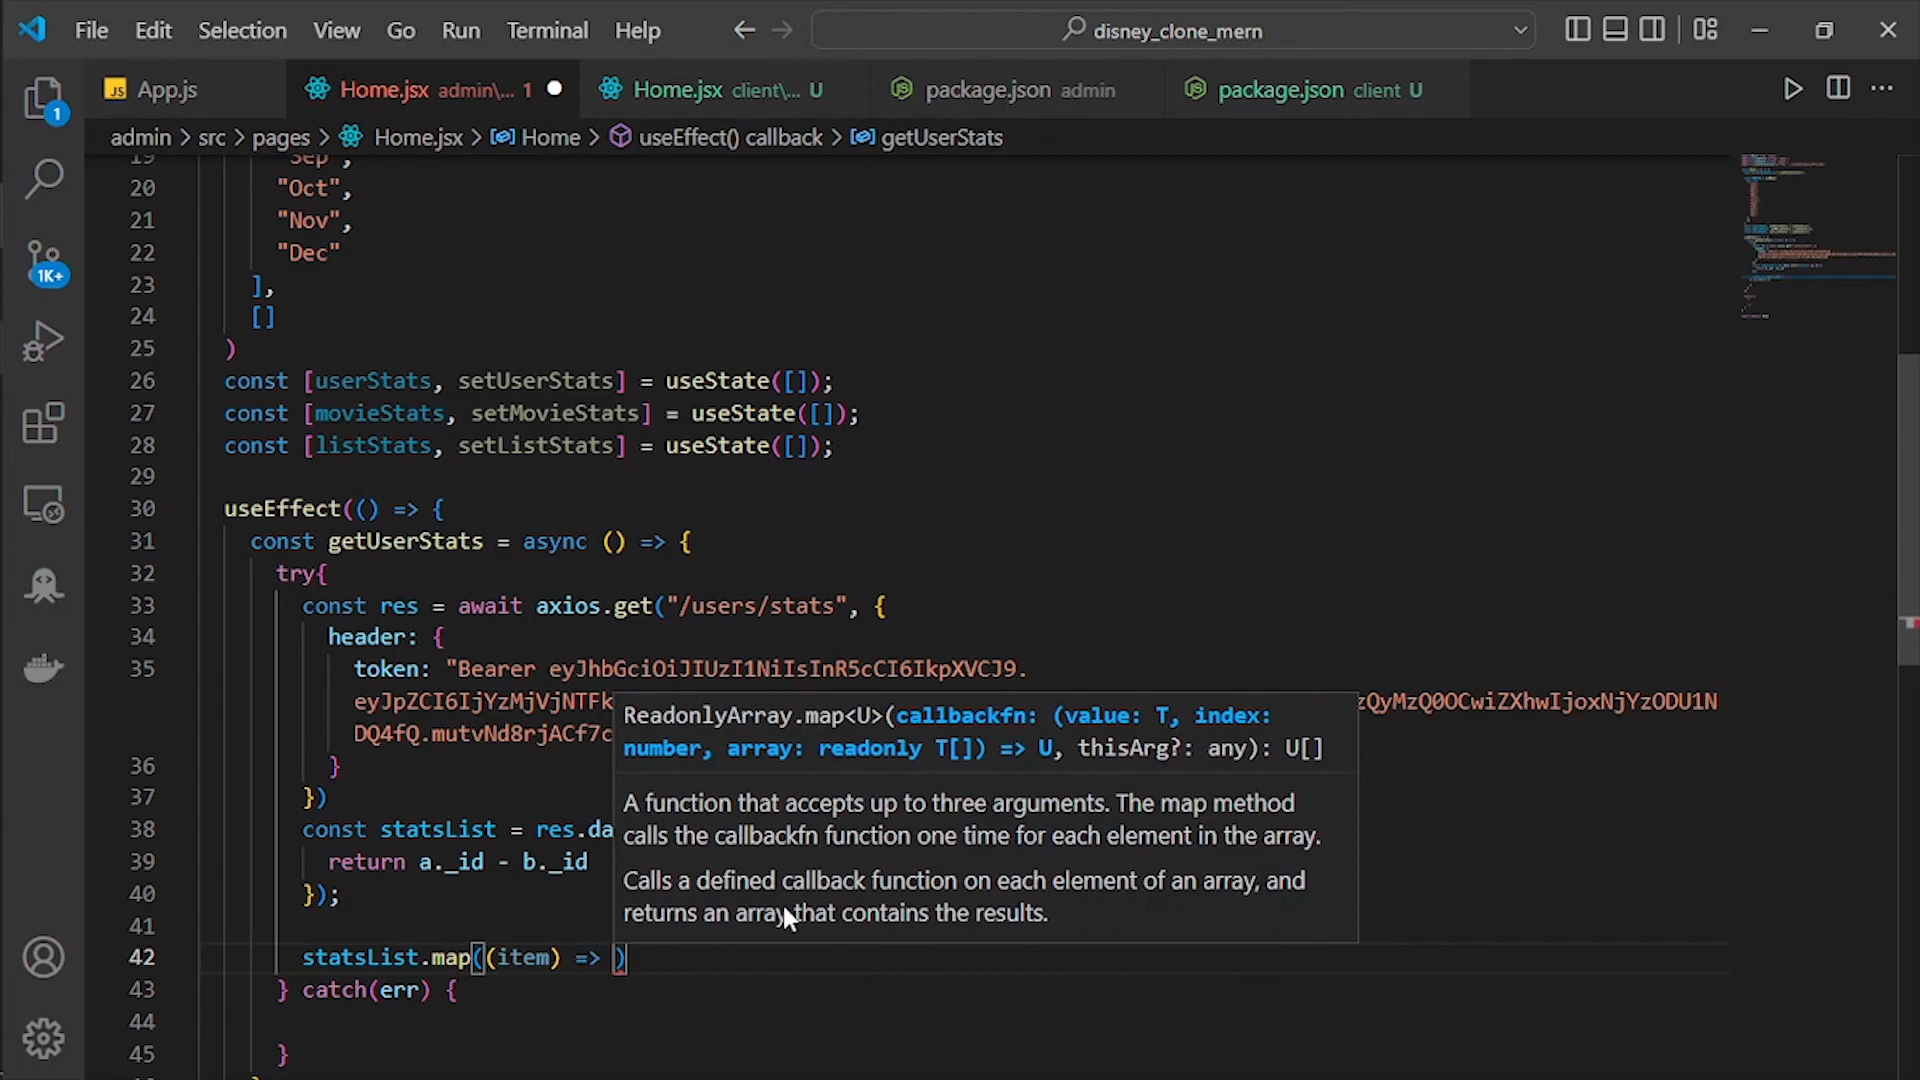 File Edit Selection View Go Run Terminal Help disney_clone_mern
JS App.js Home.jsx admin\... 1 Home.jsx client\... U package.json admin package.json client U
admin > src > pages > Home.jsx > Home > useEffect() callback > getUserStats
1
1K+
19 "Sep",
20 "Oct",
21 "Nov",
22 "Dec"
23 ],
24 []
25 )
26 const [userStats, setUserStats] = useState([]);
27 const [movieStats, setMovieStats] = useState([]);
28 const [listStats, setListStats] = useState([]);
29
30 useEffect(() => {
31 const getUserStats = async () => {
32 try{
33 const res = await axios.get("/users/stats", {
34 header: {
35 token: "Bearer eyJhbGciOiJIUzI1NiIsInR5cCI6IkpXVCJ9.
eyJpZCI6IjYzMjVjNTFk zQyMzQ0OCwiZXhwIjoxNjYzODU1N
DQ4fQ.mutvNd8rjACf7c
36 }
37 })
38 const statsList = res.da
39 return a._id - b._id
40 });
41
42 statsList.map((item) => )
43 } catch(err) {
44
45 }
ReadonlyArray.map<U>(callbackfn: (value: T, index:
number, array: readonly T[]) => U, thisArg?: any): U[]
A function that accepts up to three arguments. The map method
calls the callbackfn function one time for each element in the array.
Calls a defined callback function on each element of an array, and
returns an array that contains the results.